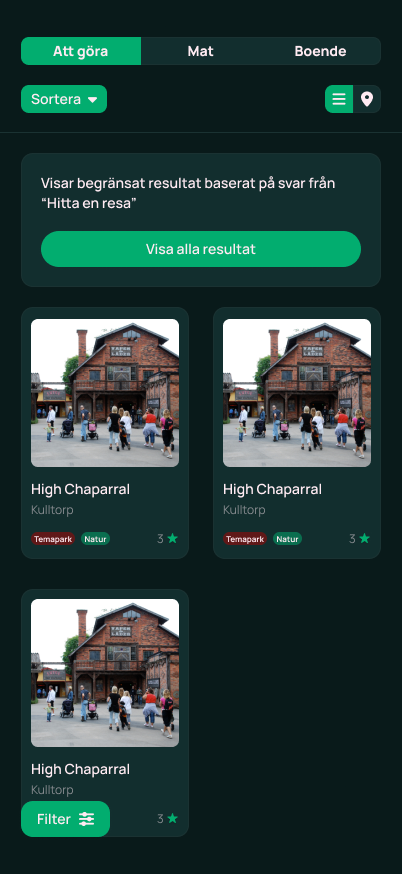 Att göra
Mat
Boende
Sortera
Visar begränsat resultat baserat på svar från
“Hitta en resa”
Visa alla resultat
High Chaparral
Kulltorp
Temapark
Natur
3
High Chaparral
Kulltorp
Temapark
Natur
3
High Chaparral
Kulltorp
Filter
3